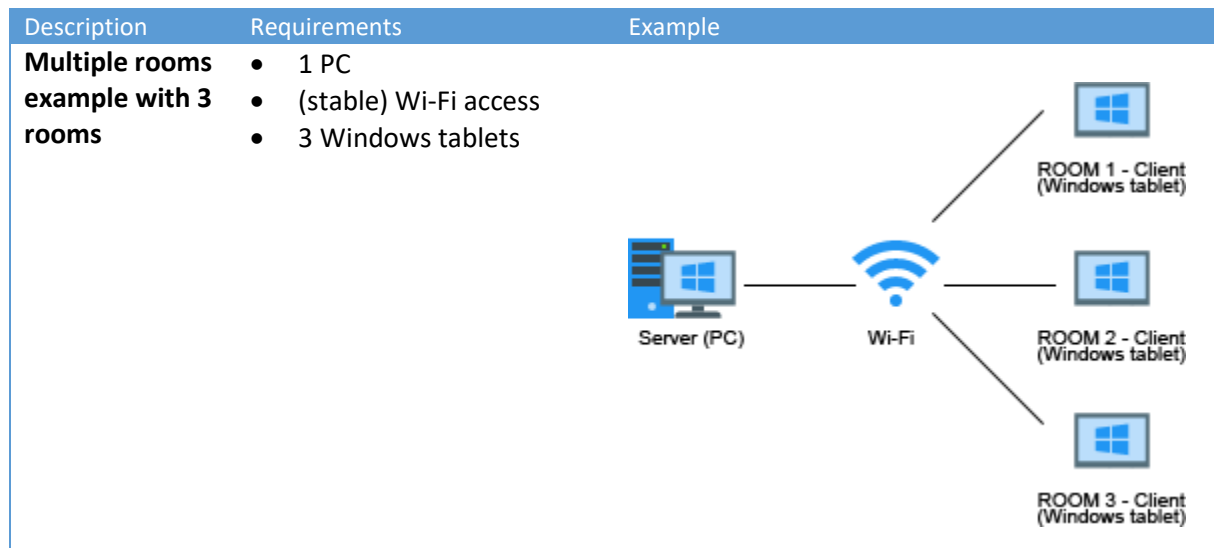 Description Requirements Example
Multiple rooms
example with 3
rooms
• 1 PC
• (stable) Wi-Fi access
• 3 Windows tablets
ROOM 1 - Client
(Windows tablet)
Server (PC)
Wi-Fi
ROOM 2 - Client
(Windows tablet)
ROOM 3 - Client
(Windows tablet)